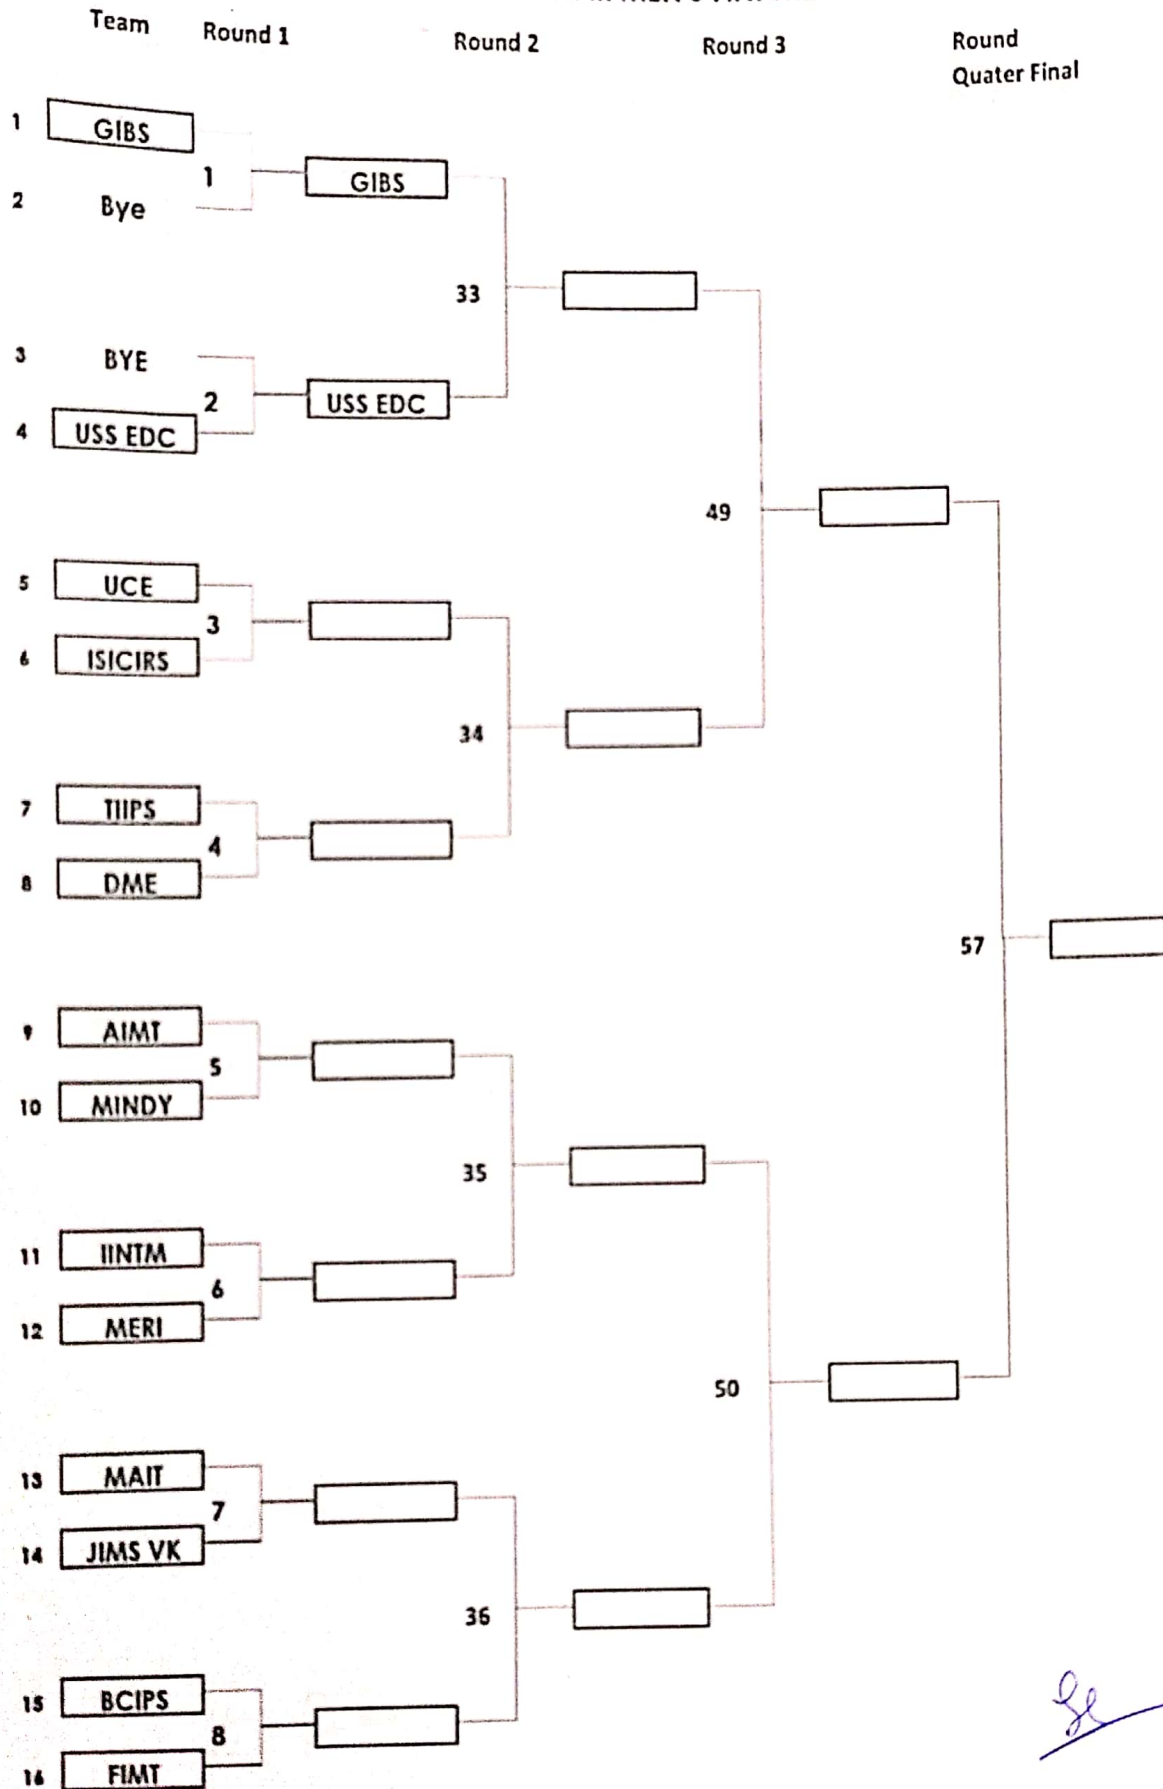 Team Round 1 Round 2 Round 3 Round
Quater Final
1 GIBS
1 GIBS
2 Bye
33
3 BYE
2 USS EDC
4 USS EDC
49
5 UCE
3
6 ISICIRS
34
7 TIIPS
4
8 DME
57
9 AIMT
5
10 MINDY
35
11 IINTM
6
12 MERI
50
13 MAIT
7
14 JIMS VK
36
15 BCIPS
8
16 FIMT